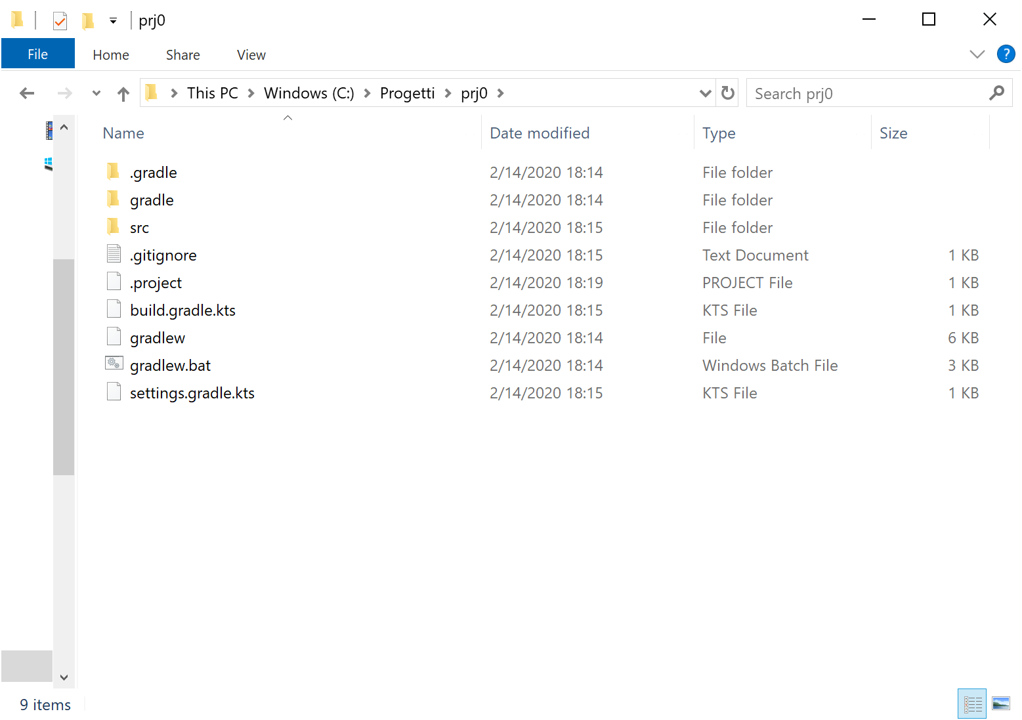 prj0
File Home Share View
This PC Windows (C:) Progetti prj0 Search prj0
Name Date modified Type Size
.gradle 2/14/2020 18:14 File folder
gradle 2/14/2020 18:14 File folder
src 2/14/2020 18:15 File folder
.gitignore 2/14/2020 18:15 Text Document 1 KB
.project 2/14/2020 18:19 PROJECT File 1 KB
build.gradle.kts 2/14/2020 18:15 KTS File 1 KB
gradlew 2/14/2020 18:14 File 6 KB
gradlew.bat 2/14/2020 18:14 Windows Batch File 3 KB
settings.gradle.kts 2/14/2020 18:15 KTS File 1 KB
9 items